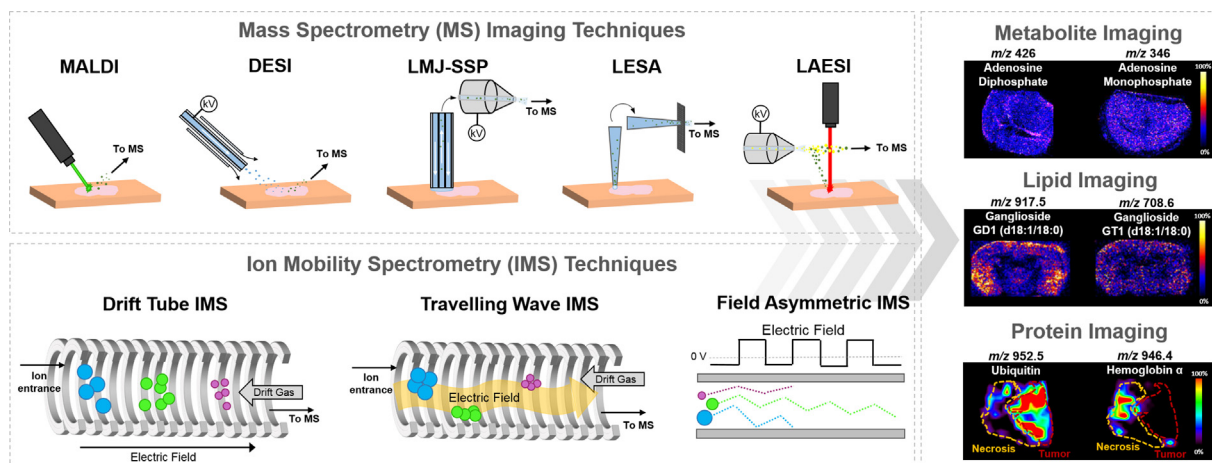 Mass Spectrometry (MS) Imaging Techniques
MALDI
DESI
LMJ-SSP
LESA
LAESI
To MS
kV
To MS
kV
To MS
To MS
kV
To MS
Ion Mobility Spectrometry (IMS) Techniques
Drift Tube IMS
Ion
entrance
Drift Gas
To MS
Electric Field
Travelling Wave IMS
Ion
entrance
Electric Field
Drift Gas
To MS
Field Asymmetric IMS
Electric Field
0 V
Metabolite Imaging
m/z 426
Adenosine
Diphosphate
m/z 346
Adenosine
Monophosphate
100%
0%
Lipid Imaging
m/z 917.5
Ganglioside
GD1 (d18:1/18:0)
m/z 708.6
Ganglioside
GT1 (d18:1/18:0)
100%
0%
Protein Imaging
m/z 952.5
Ubiquitin
Necrosis
Tumor
m/z 946.4
Hemoglobin α
Necrosis
Tumor
100%
0%